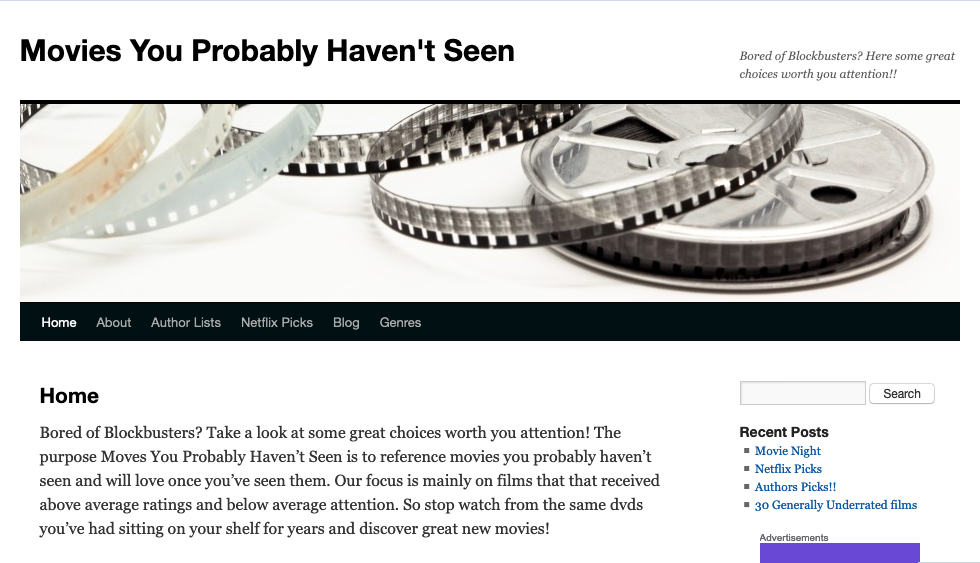 Movies You Probably Haven't Seen
Bored of Blockbusters? Here some great
choices worth you attention!!
Home About Author Lists Netflix Picks Blog Genres
Home
Bored of Blockbusters? Take a look at some great choices worth you attention! The
purpose Moves You Probably Haven’t Seen is to reference movies you probably haven’t
seen and will love once you’ve seen them. Our focus is mainly on films that that received
above average ratings and below average attention. So stop watch from the same dvds
you’ve had sitting on your shelf for years and discover great new movies!
Search
Recent Posts
Movie Night
Netflix Picks
Authors Picks!!
30 Generally Underrated films
Advertisements